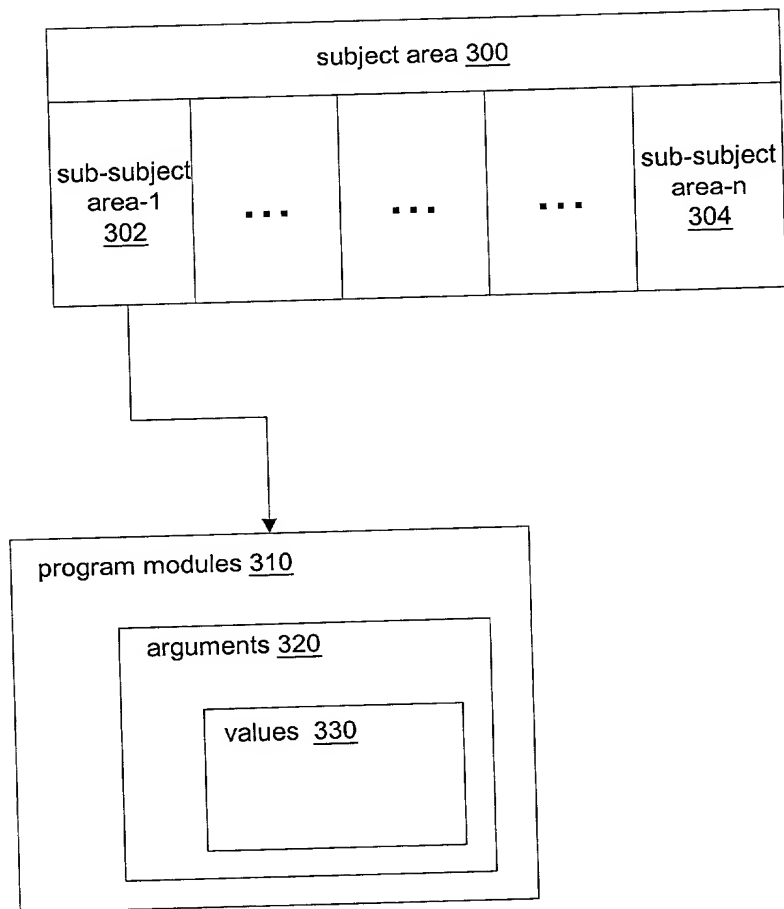 subject area 300
sub-subject
area-1
302
...
...
...
sub-subject
area-n
304
program modules 310
arguments 320
values 330